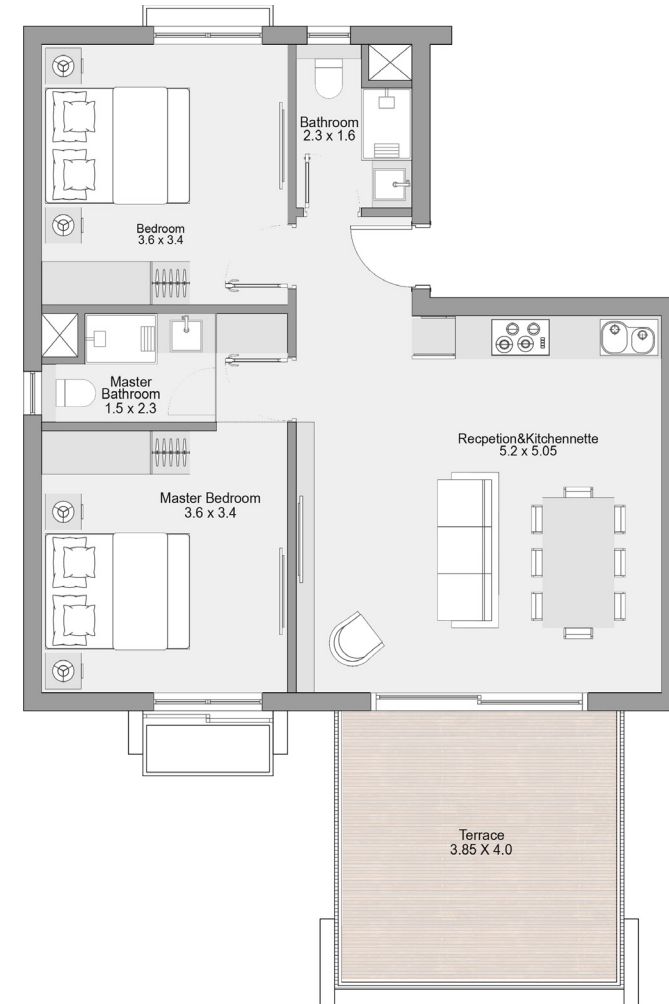 Bathroom
2.3 x 1.6
Bedroom
3.6 x 3.4
Master
Bathroom
1.5 x 2.3
Recpetion&Kitchennette
5.2 x 5.05
Master Bedroom
3.6 x 3.4
Terrace
3.85 X 4.0